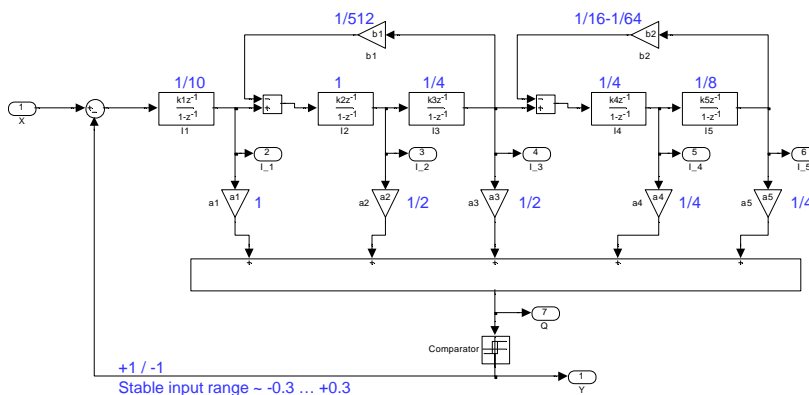 1/512
b1
b1
1/16-1/64
b2
b2
1/10
1
1/4
1/4
1/8
1
X
k1z-1
1-z-1
I1
k2z-1
1-z-1
I2
k3z-1
1-z-1
I3
k4z-1
1-z-1
I4
k5z-1
1-z-1
I5
2
I_1
3
I_2
4
I_3
5
I_4
6
I_5
a1
a1
1
a2
a2
1/2
a3
a3
1/2
a4
a4
1/4
a5
a5
1/4
7
Q
Comparator
+1 / -1
Stable input range ~ -0.3 … +0.3
1
Y